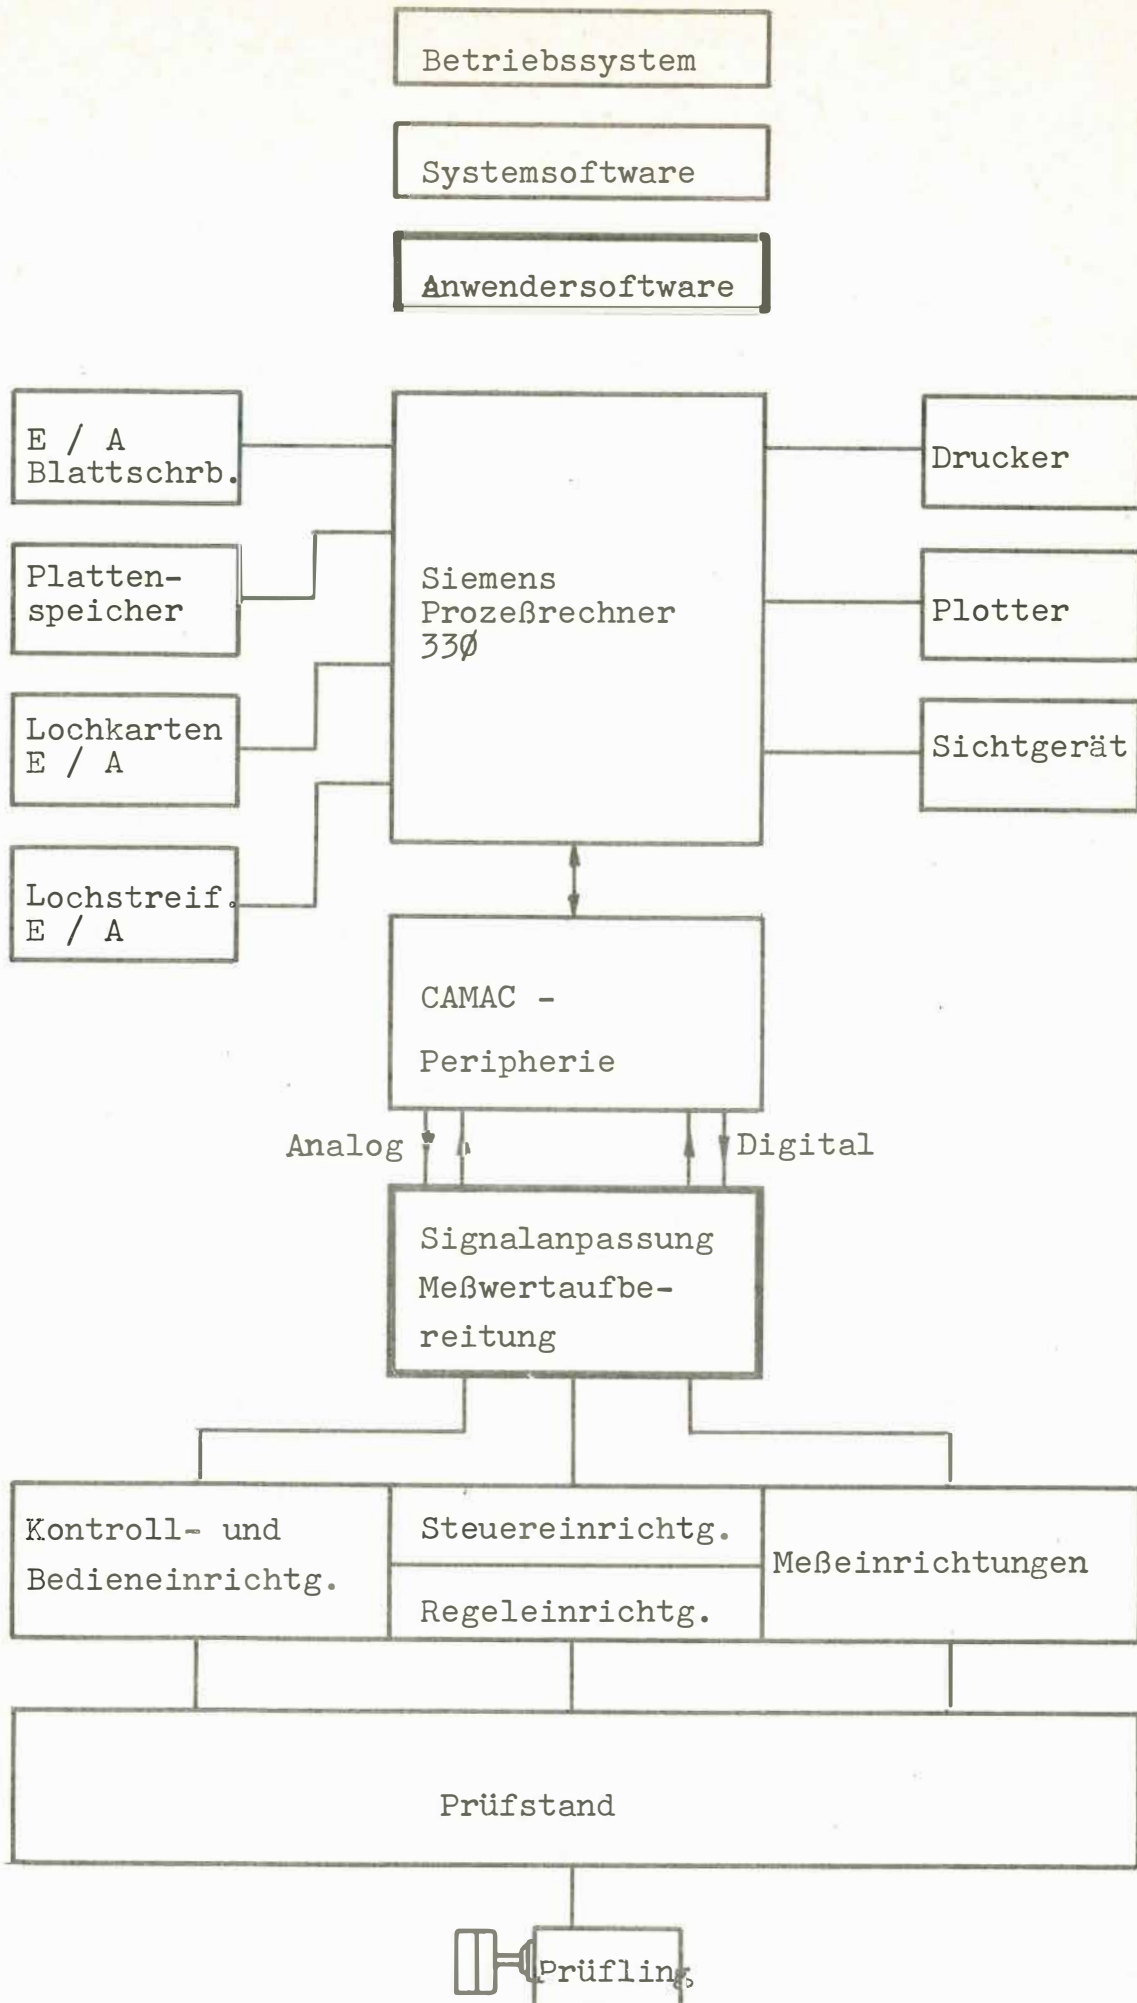 Betriebssystem
Systemsoftware
Anwendersoftware
E / A
Blattschrb.
Platten-
speicher
Lochkarten
E / A
Lochstreif.
E / A
Siemens
Prozeßrechner
33Ø
Drucker
Plotter
Sichtgerät
CAMAC -
Peripherie
Analog
Digital
Signalanpassung
Meßwertaufbe-
reitung
Kontroll- und
Bedieneinrichtg.
Steuereinrichtg.
Regeleinrichtg.
Meßeinrichtungen
Prüfstand
Prüfling